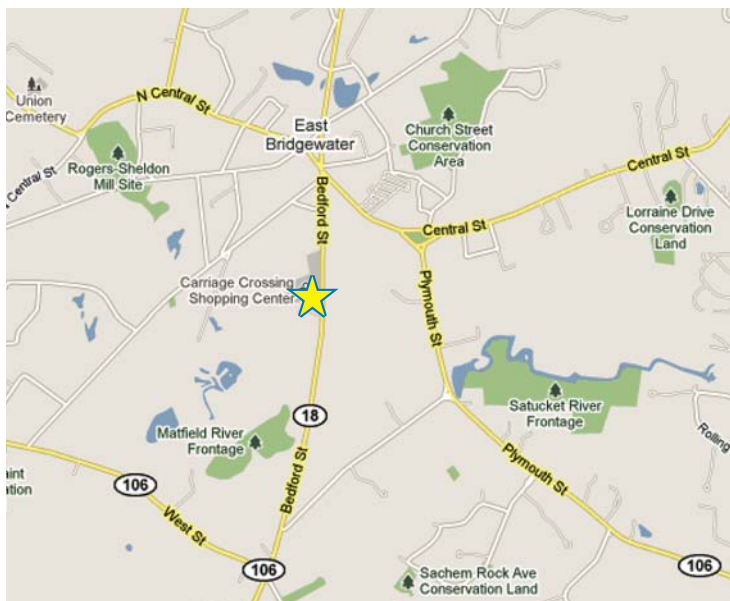 Union
Cemetery
N Central St
East
Bridgewater
Church Street
Conservation
Area
Central St
Rogers-Sheldon
Mill Site
Central St
Bedford St
Lorraine Drive
Conservation
Land
Central St
Carriage Crossing
Shopping Center
Plymouth St
18
Satucket River
Frontage
Matfield River
Frontage
Rolling
Bedford St
Plymouth St
106
West St
106
106
Sachem Rock Ave
Conservation Land